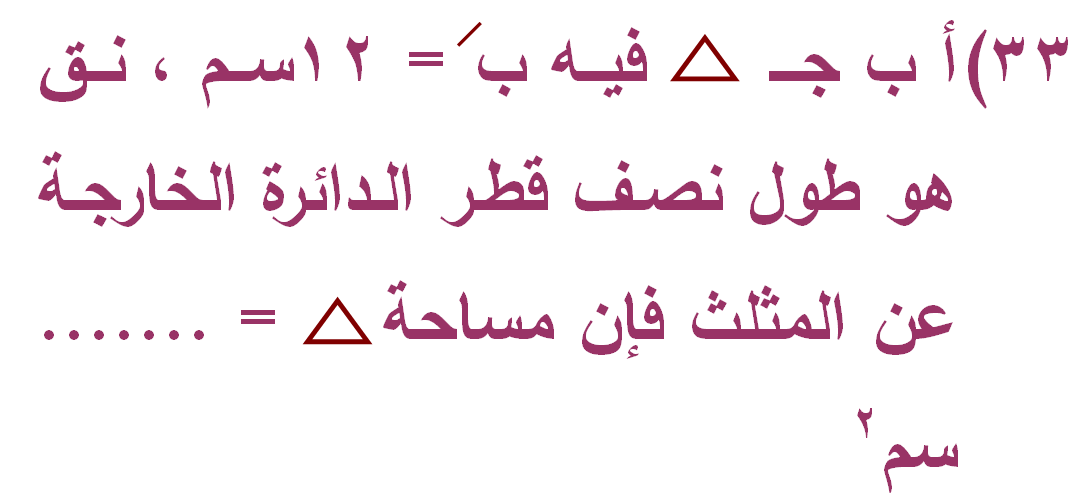 ٣٣)أ ب جـ △ فيه بَ = ١٢سم ، نق
هو طول نصف قطر الدائرة الخارجة
عن المثلث فإن مساحة △ = .......
سم٢